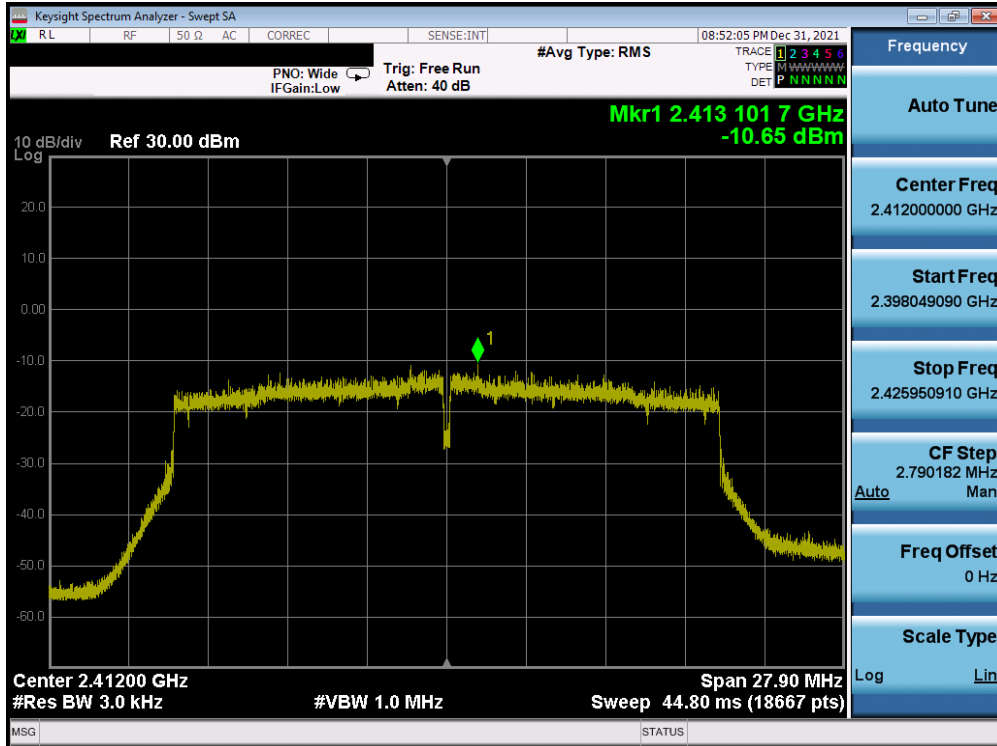 Keysight Spectrum Analyzer - Swept SA
LXI RL RF 50 Ω AC CORREC SENSE:INT 08:52:05 PM Dec 31, 2021
#Avg Type: RMS
TRACE 1 2 3 4 5 6
PNO: Wide Trig: Free Run
TYPE M WWWWW
IFGain:Low Atten: 40 dB
DET P N N N N N
Mkr1 2.413 101 7 GHz
-10.65 dBm
10 dB/div Ref 30.00 dBm
Log
20.0
10.0
0.00
1
-10.0
-20.0
-30.0
-40.0
-50.0
-60.0
Center 2.41200 GHz Span 27.90 MHz
#Res BW 3.0 kHz #VBW 1.0 MHz Sweep 44.80 ms (18667 pts)
MSG STATUS
Frequency
Auto Tune
Center Freq
2.412000000 GHz
Start Freq
2.398049090 GHz
Stop Freq
2.425950910 GHz
CF Step
2.790182 MHz
Auto Man
Freq Offset
0 Hz
Scale Type
Log Lin